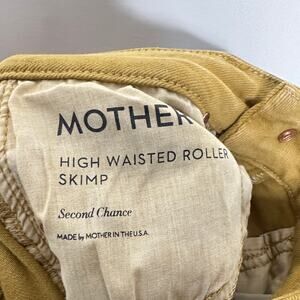 MOTHER
HIGH WAISTED ROLLER
SKIMP
Second Chance
MADE by MOTHER IN THE U.S.A.